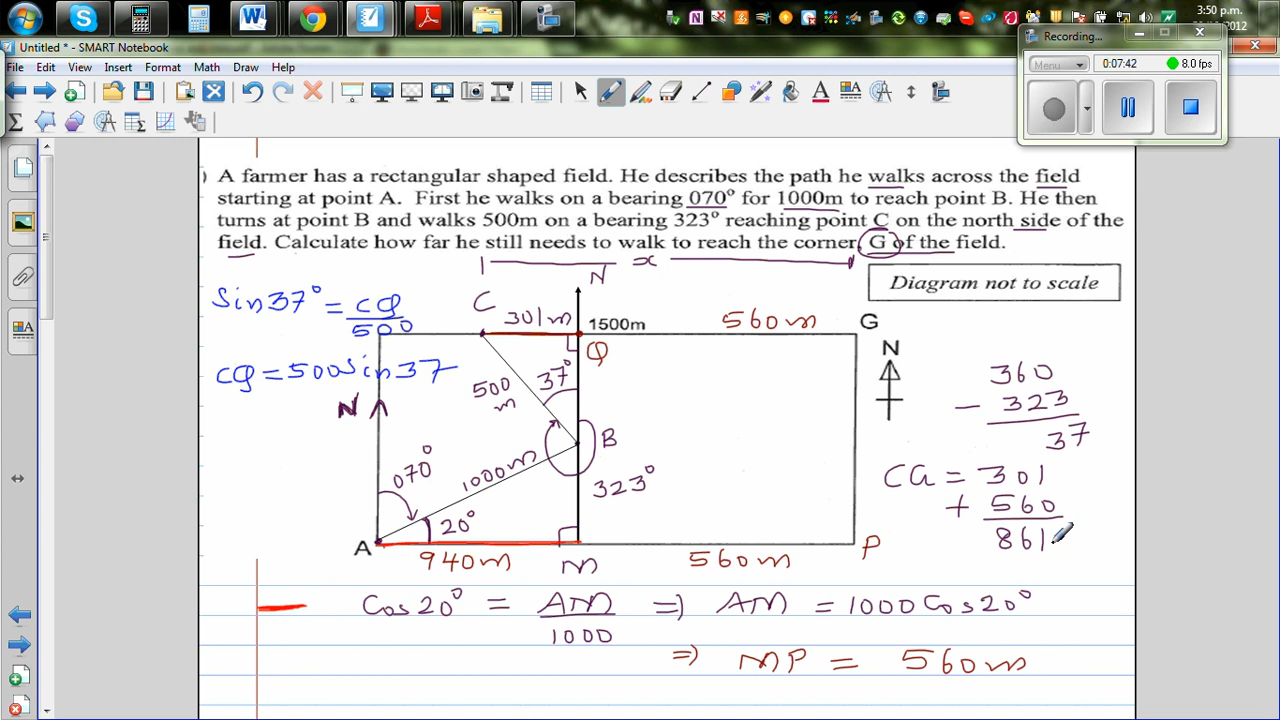 3:50 p.m.
2012
Untitled * - SMART Notebook
Recording...
File Edit View Insert Format Math Draw Help
Menu
0:07:42
8.0 fps
) A farmer has a rectangular shaped field. He describes the path he walks across the field
starting at point A. First he walks on a bearing 070° for 1000m to reach point B. He then
turns at point B and walks 500m on a bearing 323° reaching point C on the north side of the
field. Calculate how far he still needs to walk to reach the corner G of the field.
x
N
Diagram not to scale
Sin37° = CQ
500
C
301m
1500m
560m
G
Q
N
CQ = 500Sin37
37°
500
m
N
360
- 323
37
B
070°
1000m
323°
CG = 301
+ 560
861
20°
A
940m
M
560m
P
Cos20° = AM ⇒ AM = 1000Cos20°
1000
⇒ MP = 560m